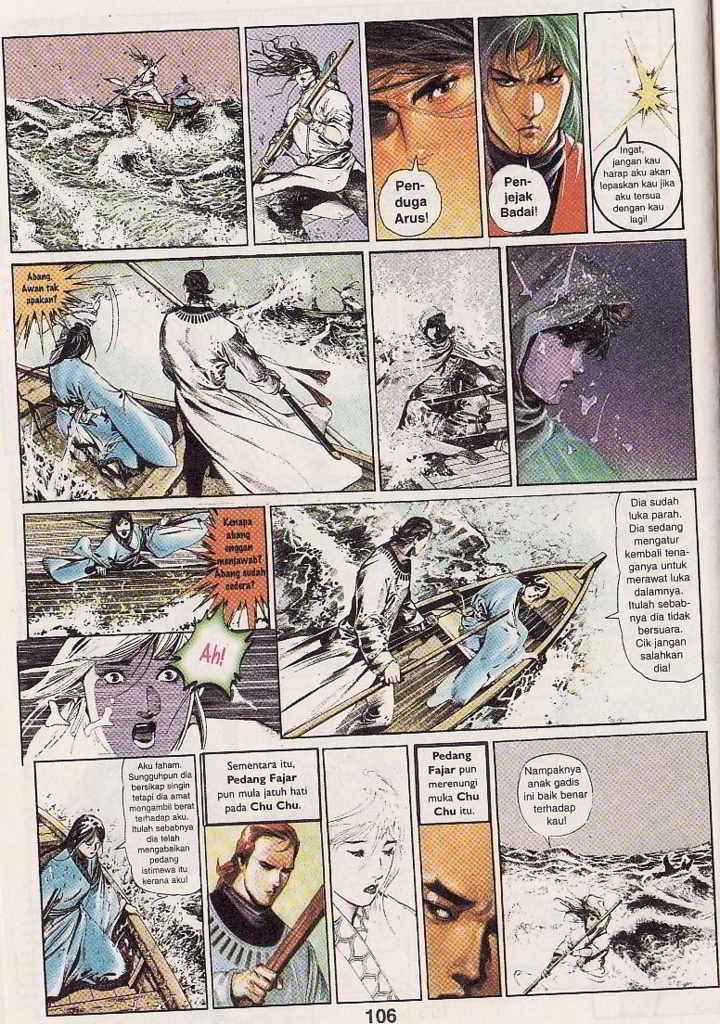 Pen-
duga
Arus!
Pen-
jejak
Badai!
Ingat,
jangan kau
harap aku akan
lepaskan kau jika
aku tersua
dengan kau
lagi!
Abang,
Awan tak
apakan?
Kenapa
abang
enggan
menjawab?
Abang sudah
cedera?
Dia sudah
luka parah.
Dia sedang
mengatur
kembali tena-
ganya untuk
merawat luka
dalamnya.
Itulah sebab-
nya dia tidak
bersuara.
Cik jangan
salahkan
dia!
Ah!
Aku faham.
Sungguhpun dia
bersikap singin
tetapi dia amat
mengambil berat
terhadap aku.
Itulah sebabnya
dia telah
mengabaikan
pedang
istimewa itu
kerana aku!
Sementara itu,
Pedang Fajar
pun mula jatuh hati
pada Chu Chu.
Pedang
Fajar pun
merenungi
muka Chu
Chu itu.
Nampaknya
anak gadis
ini baik benar
terhadap
kau!
106